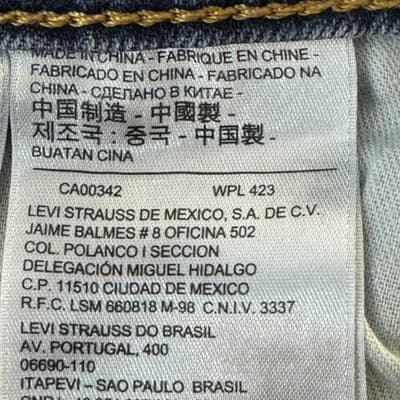 MADE IN CHINA - FABRIQUE EN CHINE -
FABRICADO EN CHINA - FABRICADO NA
CHINA - СДЕЛАНО В КИТАЕ -
中国制造 - 中國製 -
제조국 : 중국 - 中国製 -
BUATAN CINA
CA00342 WPL 423
LEVI STRAUSS DE MEXICO, S.A. DE C.V.
JAIME BALMES # 8 OFICINA 502
COL. POLANCO I SECCION
DELEGACIÓN MIGUEL HIDALGO
C.P. 11510 CIUDAD DE MEXICO
R.F.C. LSM 660818 M-98 C.N.I.V. 3337
LEVI STRAUSS DO BRASIL
AV. PORTUGAL, 400
06690-110
ITAPEVI – SAO PAULO BRASIL